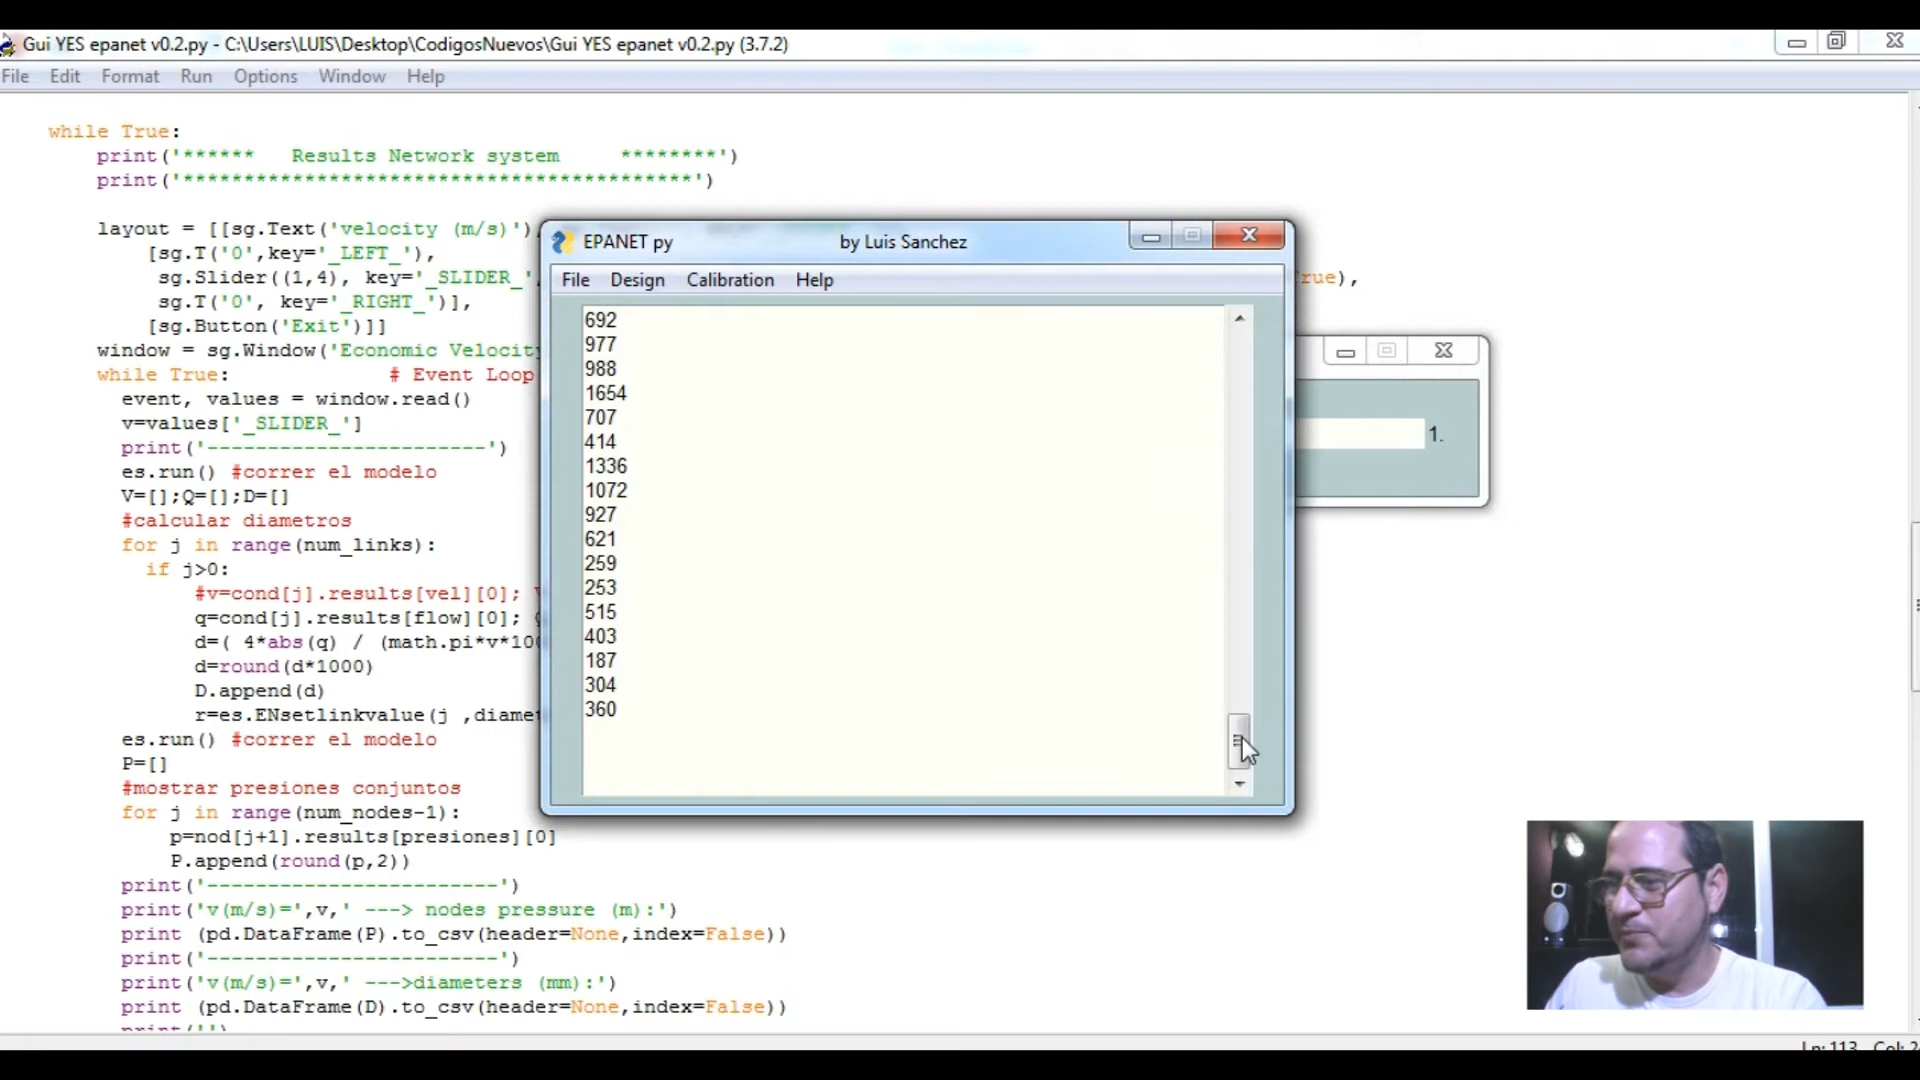 Gui YES epanet v0.2.py - C:\Users\LUIS\Desktop\CodigosNuevos\Gui YES epanet v0.2.py (3.7.2)
File Edit Format Run Options Window Help
while True:
print('****** Results Network system ********')
print('******************************************')
layout = [[sg.Text('velocity (m/s)')
[sg.T('0',key='_LEFT_'),
sg.Slider((1,4), key='_SLIDER_' True),
sg.T('0', key='_RIGHT_')],
[sg.Button('Exit')]]
window = sg.Window('Economic Velocity
while True: # Event Loop
event, values = window.read()
v=values['_SLIDER_']
print('-----------------------')
es.run() #correr el modelo
V=[];Q=[];D=[]
#calcular diametros
for j in range(num_links):
if j>0:
#v=cond[j].results[vel][0];
q=cond[j].results[flow][0];
d=( 4*abs(q) / (math.pi*v*10
d=round(d*1000)
D.append(d)
r=es.ENsetlinkvalue(j ,diamet
es.run() #correr el modelo
P=[]
#mostrar presiones conjuntos
for j in range(num_nodes-1):
p=nod[j+1].results[presiones][0]
P.append(round(p,2))
print('------------------------')
print('v(m/s)=',v,' ---> nodes pressure (m):')
print (pd.DataFrame(P).to_csv(header=None,index=False))
print('------------------------')
print('v(m/s)=',v,' --->diameters (mm):')
print (pd.DataFrame(D).to_csv(header=None,index=False))
print('')
EPANET py by Luis Sanchez
File Design Calibration Help
692
977
988
1654
707
414
1336
1072
927
621
259
253
515
403
187
304
360
1.
Ln: 113 Col: